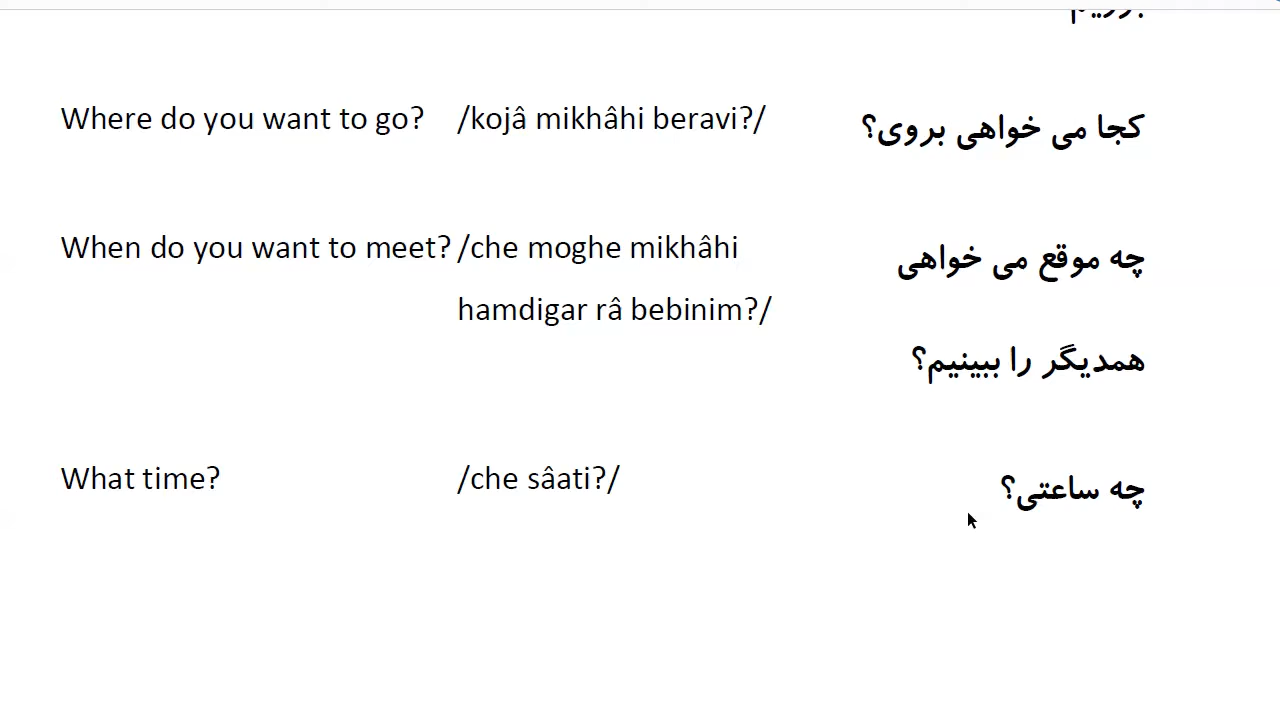 Where do you want to go? /kojâ mikhâhi beravi?/ کجا می خواهی بروی؟
When do you want to meet? /che moghe mikhâhi چه موقع می خواهی
hamdigar râ bebinim?/
همدیگر را ببینیم؟
What time? /che sâati?/ چه ساعتی؟